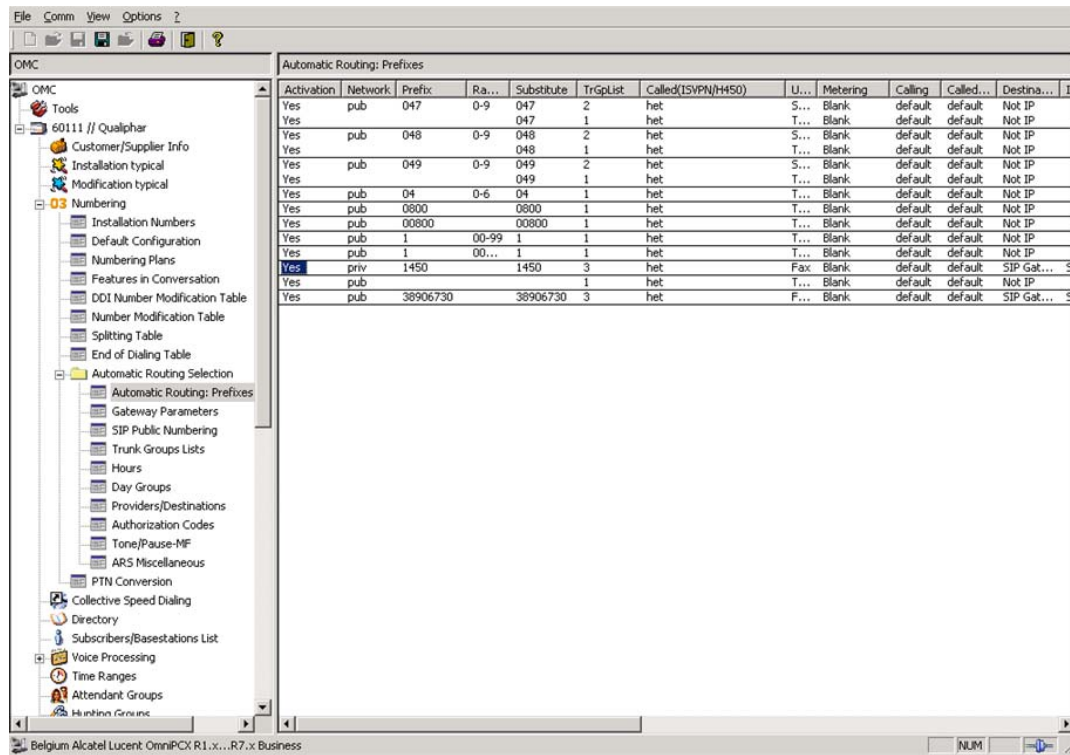 File Comm View Options ?
OMC
Automatic Routing: Prefixes
OMC
Tools
60111 // Qualiphar
Customer/Supplier Info
Installation typical
Modification typical
03 Numbering
Installation Numbers
Default Configuration
Numbering Plans
Features in Conversation
DDI Number Modification Table
Number Modification Table
Splitting Table
End of Dialing Table
Automatic Routing Selection
Automatic Routing: Prefixes
Gateway Parameters
SIP Public Numbering
Trunk Groups Lists
Hours
Day Groups
Providers/Destinations
Authorization Codes
Tone/Pause-MF
ARS Miscellaneous
PTN Conversion
Collective Speed Dialing
Directory
Subscribers/Basestations List
Voice Processing
Time Ranges
Attendant Groups
Hunting Groups
Activation Network Prefix Ra... Substitute TrGpList Called(ISVPN/H450) U... Metering Calling Called... Destina...
Yes pub 047 0-9 047 2 het S... Blank default default Not IP
Yes 047 1 het T... Blank default default Not IP
Yes pub 048 0-9 048 2 het S... Blank default default Not IP
Yes 048 1 het T... Blank default default Not IP
Yes pub 049 0-9 049 2 het S... Blank default default Not IP
Yes 049 1 het T... Blank default default Not IP
Yes pub 04 0-6 04 1 het T... Blank default default Not IP
Yes pub 0800 0800 1 het T... Blank default default Not IP
Yes pub 00800 00800 1 het T... Blank default default Not IP
Yes pub 1 00-99 1 1 het T... Blank default default Not IP
Yes pub 1 00... 1 1 het T... Blank default default Not IP
Yes priv 1450 1450 3 het Fax Blank default default SIP Gat...
Yes pub 1 het T... Blank default default Not IP
Yes pub 38906730 38906730 3 het F... Blank default default SIP Gat...
Belgium Alcatel Lucent OmniPCX R1.x...R7.x Business
NUM